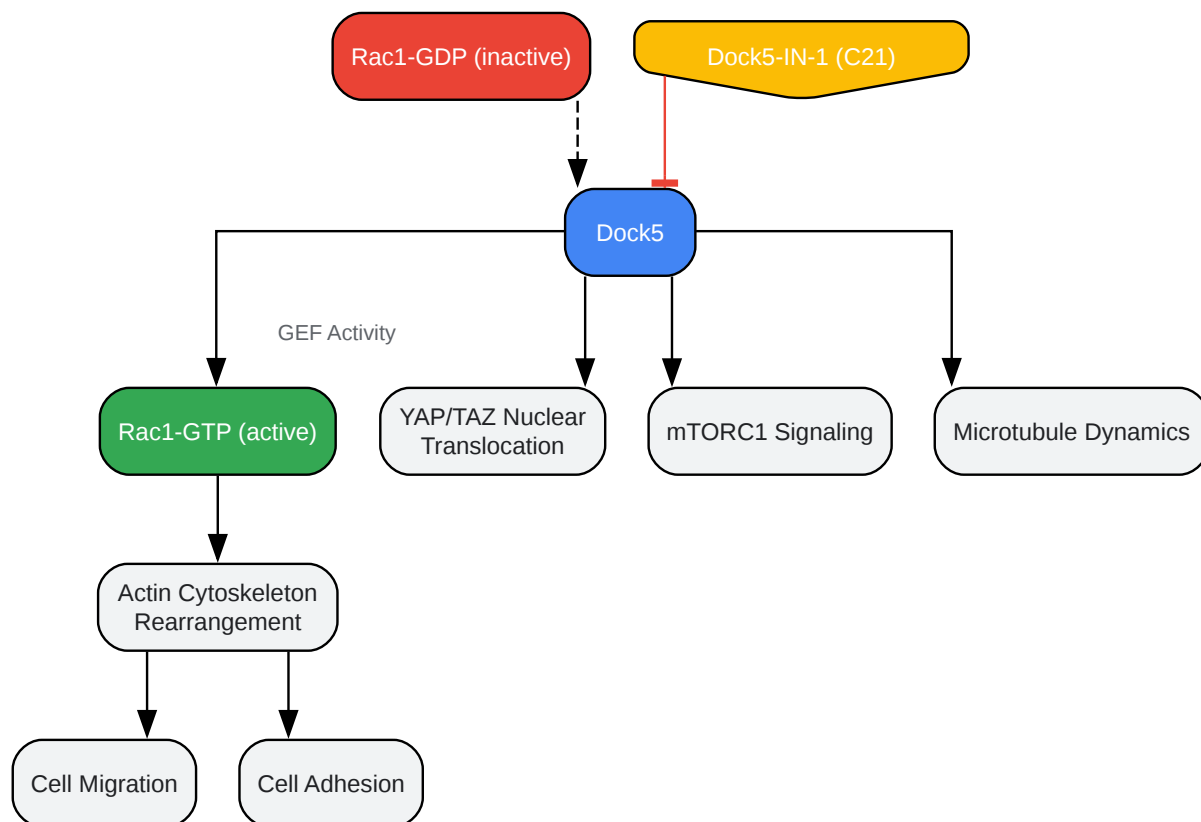 Rac1-GDP (inactive)
Dock5-IN-1 (C21)
Dock5
GEF Activity
Rac1-GTP (active)
YAP/TAZ Nuclear
Translocation
mTORC1 Signaling
Microtubule Dynamics
Actin Cytoskeleton
Rearrangement
Cell Migration
Cell Adhesion